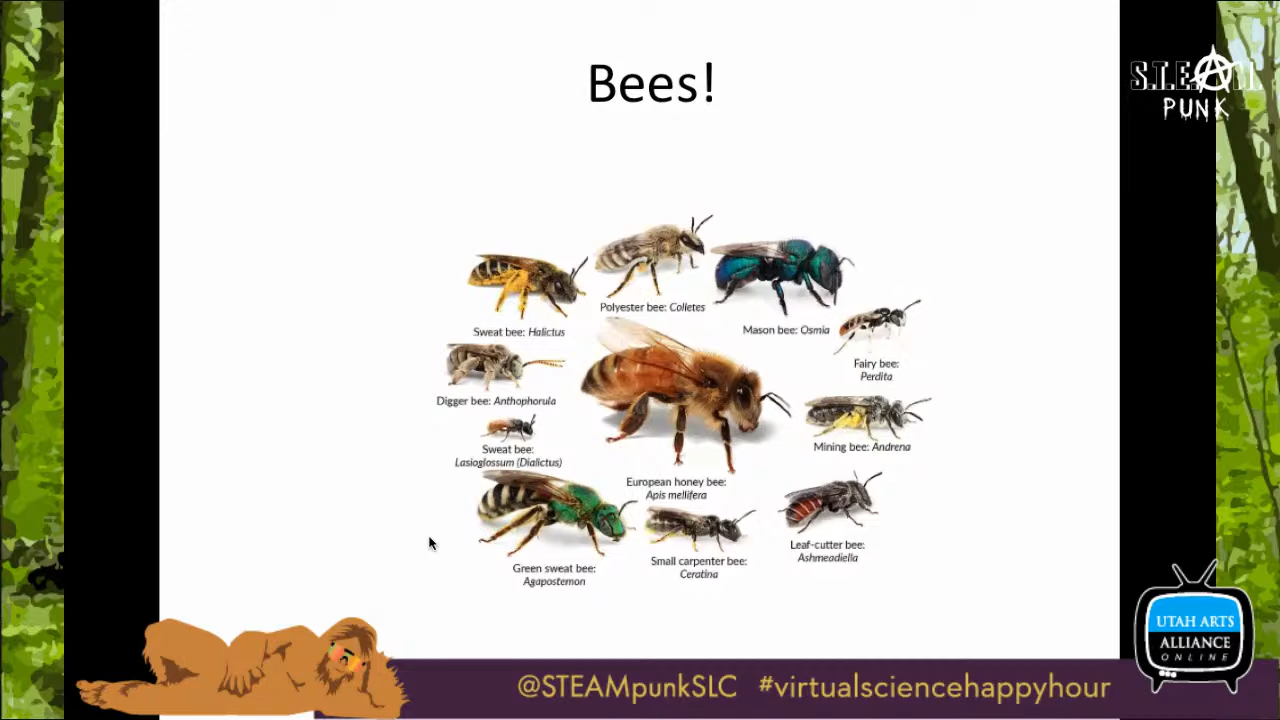 Bees!
S.T.E.A.M.
PUNK
Polyester bee: Colletes
Sweat bee: Halictus
Mason bee: Osmia
Fairy bee:
Perdita
Digger bee: Anthophorula
Mining bee: Andrena
Sweat bee:
Lasioglossum (Dialictus)
European honey bee:
Apis mellifera
Leaf-cutter bee:
Ashmeadiella
Small carpenter bee:
Ceratina
Green sweat bee:
Agapostemon
UTAH ARTS
ALLIANCE
ONLINE
@STEAMpunkSLC #virtualsciencehappyhour